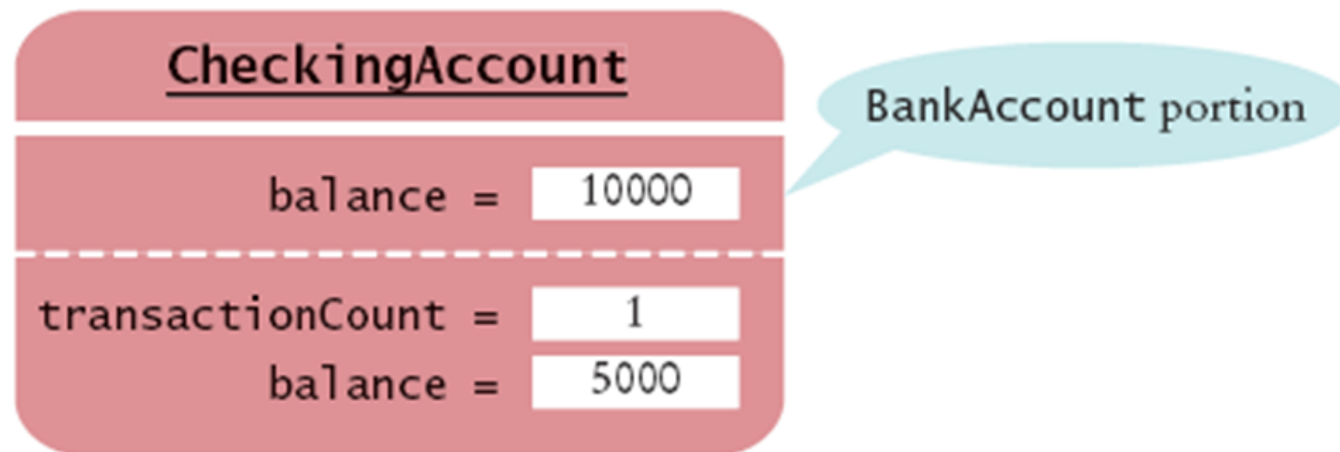 CheckingAccount
BankAccount portion
balance = 10000
transactionCount = 1
balance = 5000